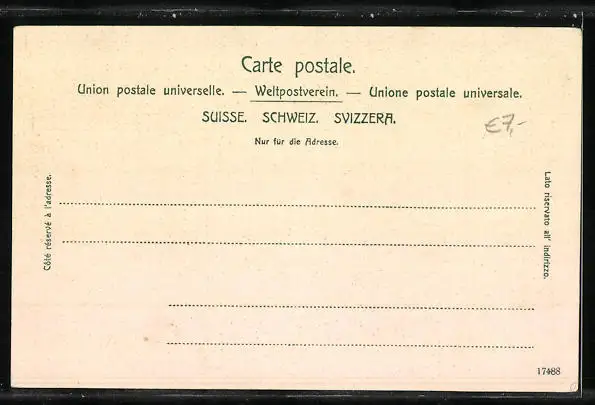 Carte postale.
Union postale universelle. — Weltpostverein. — Unione postale universale.
SUISSE. SCHWEIZ. SVIZZERA.
€7,-
Nur für die Adresse.
Côté réservé à l'adresse.
Lato riservato all' indirizzo.
17488